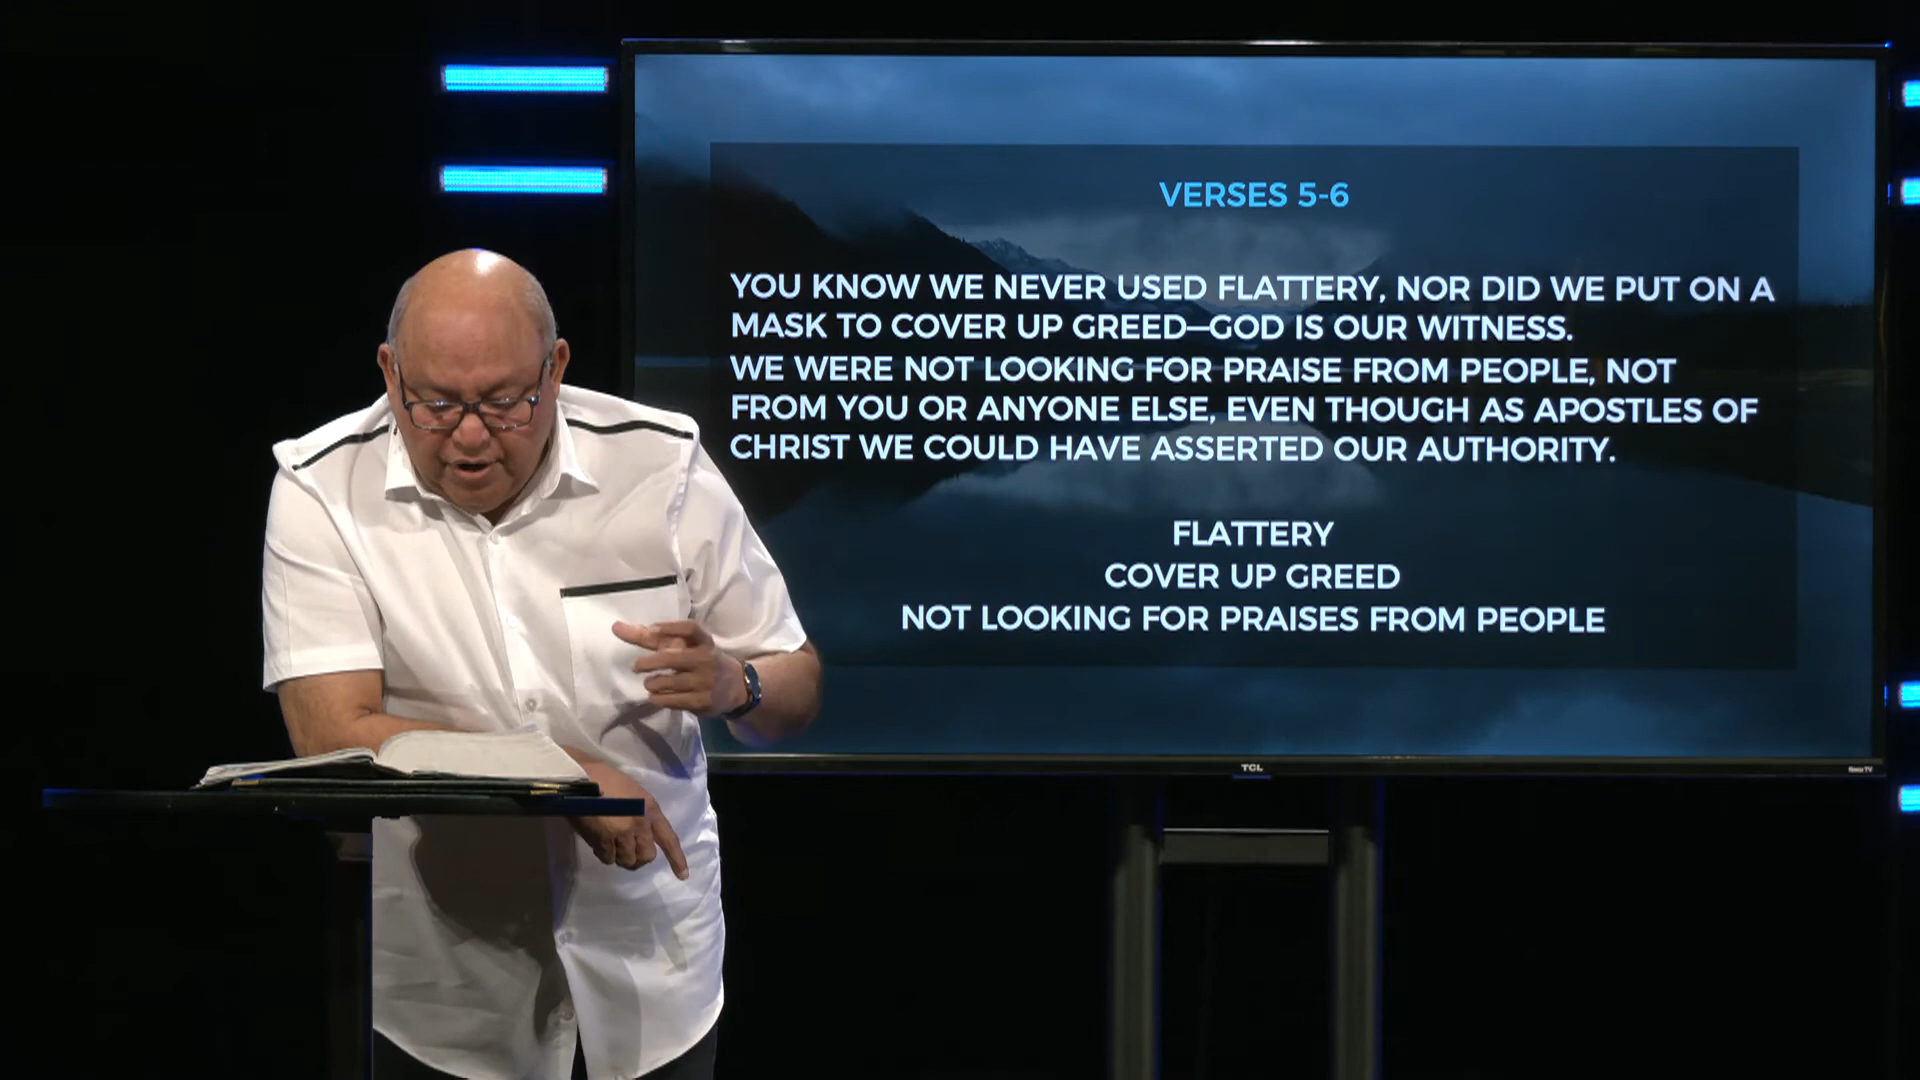 VERSES 5-6
YOU KNOW WE NEVER USED FLATTERY, NOR DID WE PUT ON A
MASK TO COVER UP GREED—GOD IS OUR WITNESS.
WE WERE NOT LOOKING FOR PRAISE FROM PEOPLE, NOT
FROM YOU OR ANYONE ELSE, EVEN THOUGH AS APOSTLES OF
CHRIST WE COULD HAVE ASSERTED OUR AUTHORITY.
FLATTERY
COVER UP GREED
NOT LOOKING FOR PRAISES FROM PEOPLE
TCL
Roku TV